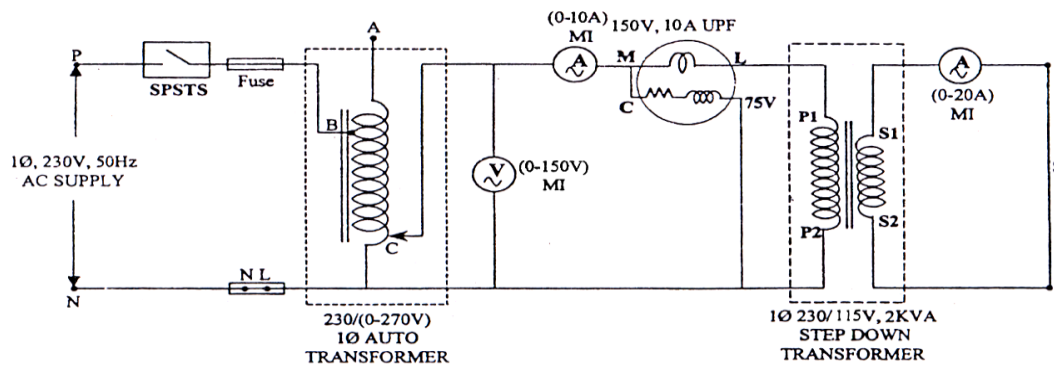 P
SPSTS
Fuse
1Ø, 230V, 50Hz
AC SUPPLY
N
N L
A
B
C
230/(0-270V)
1Ø AUTO
TRANSFORMER
V
(0-150V)
MI
(0-10A)
MI
A
150V, 10A UPF
M
L
C
75V
P1
P2
S1
S2
1Ø 230/115V, 2KVA
STEP DOWN
TRANSFORMER
A
(0-20A)
MI